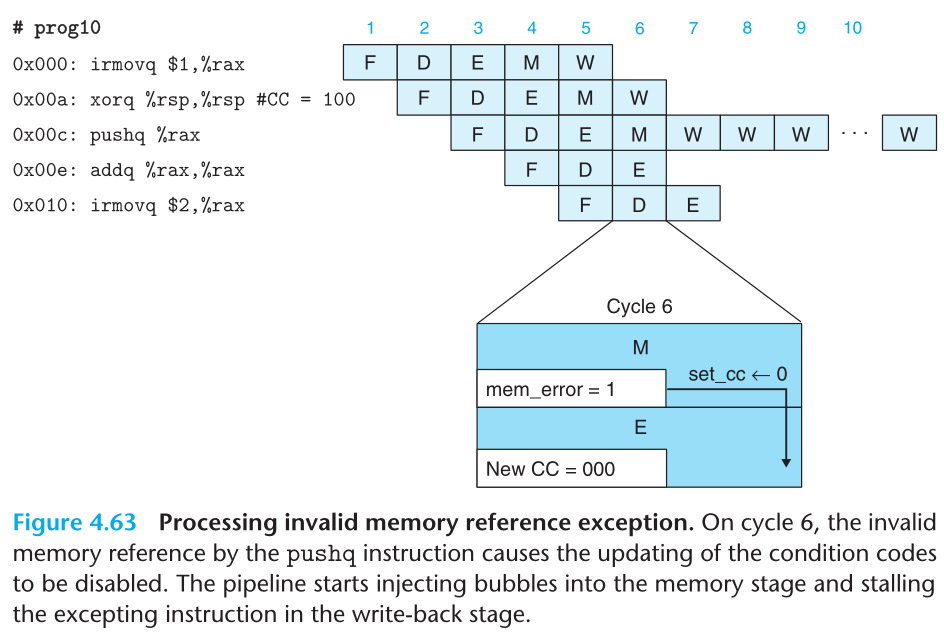 # prog10 1 2 3 4 5 6 7 8 9 10
0x000: irmovq $1,%rax F D E M W
0x00a: xorq %rsp,%rsp #CC = 100 F D E M W
0x00c: pushq %rax F D E M W W W ... W
0x00e: addq %rax,%rax F D E
0x010: irmovq $2,%rax F D E
Cycle 6
M
set_cc ← 0
mem_error = 1
E
New CC = 000
Figure 4.63 Processing invalid memory reference exception. On cycle 6, the invalid
memory reference by the pushq instruction causes the updating of the condition codes
to be disabled. The pipeline starts injecting bubbles into the memory stage and stalling
the excepting instruction in the write-back stage.